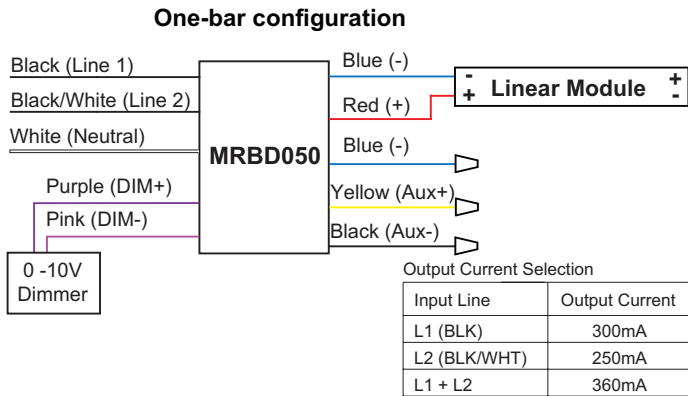 One-bar configuration
Black (Line 1)
Black/White (Line 2)
White (Neutral)
Purple (DIM+)
Pink (DIM-)
0 -10V
Dimmer
MRBD050
Blue (-)
Red (+)
Blue (-)
Yellow (Aux+)
Black (Aux-)
- Linear Module +
+ -
Output Current Selection
Input Line Output Current
L1 (BLK) 300mA
L2 (BLK/WHT) 250mA
L1 + L2 360mA